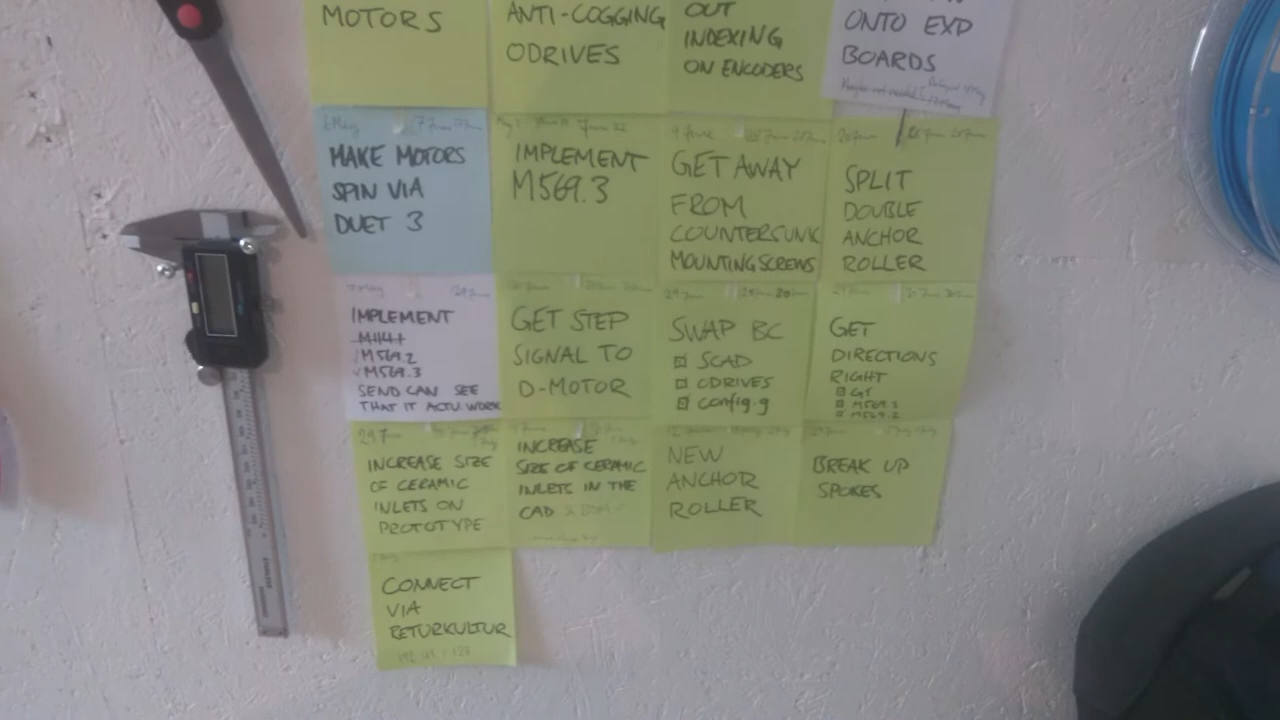 MOTORS
ANTI-COGGING
ODRIVES
OUT
INDEXING
ON ENCODERS
ONTO EXP
BOARDS
MAKE MOTORS
SPIN VIA
DUET 3
IMPLEMENT
M569.3
9 June
GET AWAY
FROM
COUNTERSUNK
MOUNTING SCREWS
SPLIT
DOUBLE
ANCHOR
ROLLER
IMPLEMENT
M569.2
M569.3
SEND CAN SEE
THAT IT ACTU. WORK
GET STEP
SIGNAL TO
D-MOTOR
SWAP BC
SCAD
ODRIVES
Config.g
GET
DIRECTIONS
RIGHT
INCREASE SIZE
OF CERAMIC
INLETS ON
PROTOTYPE
INCREASE
SIZE OF CERAMIC
INLETS IN THE
CAD
NEW
ANCHOR
ROLLER
BREAK UP
SPOKES
CONNECT
VIA
RETURKULTUR